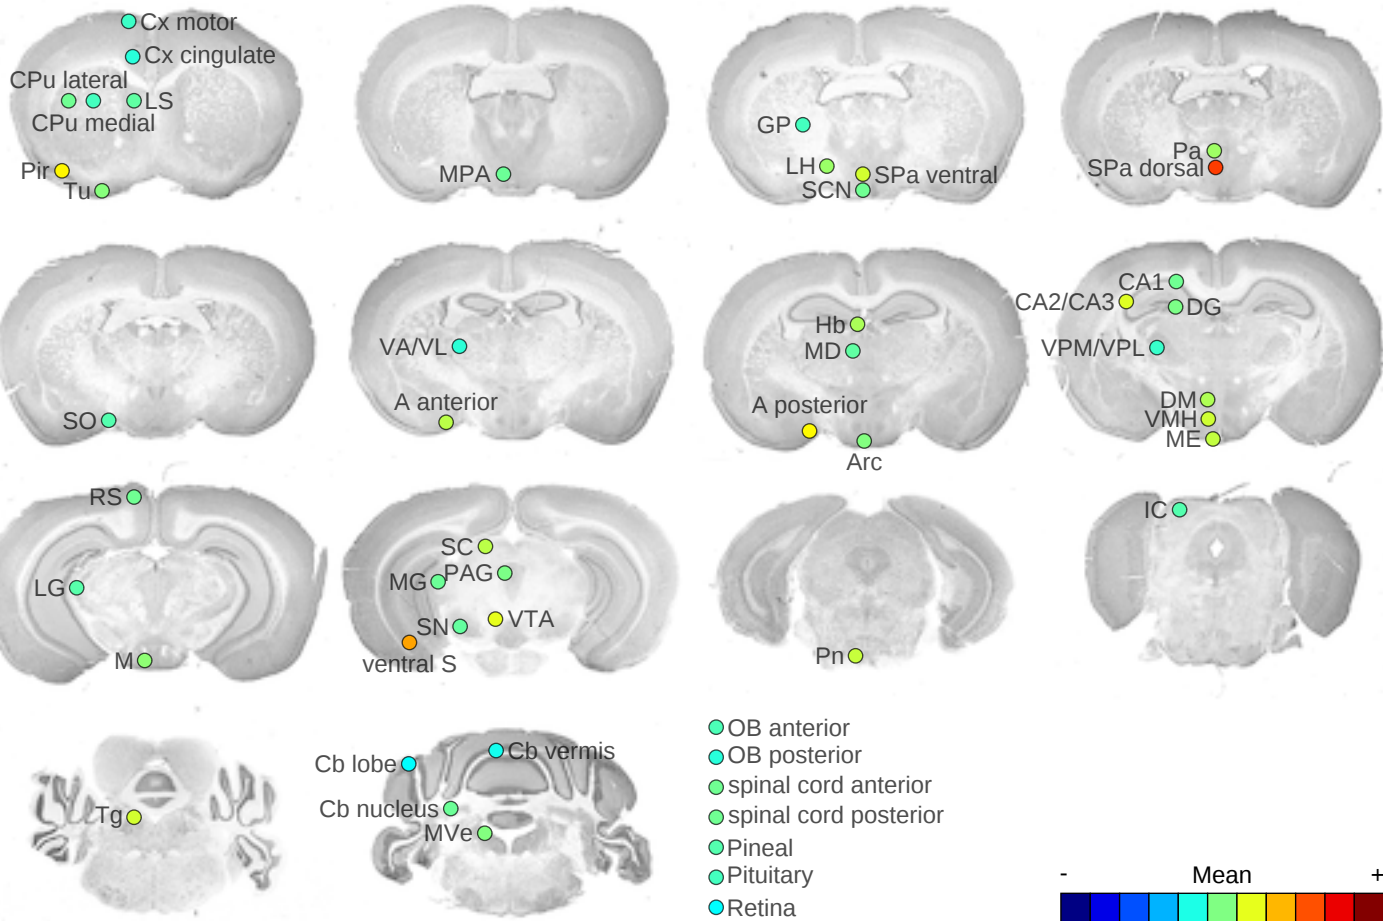 Cx motor
Cx cingulate
CPu lateral
LS
CPu medial
Pir
Tu
MPA
GP
LH
SPa ventral
SCN
Pa
SPa dorsal
SO
VA/VL
A anterior
Hb
MD
A posterior
Arc
CA1
CA2/CA3
DG
VPM/VPL
DM
VMH
ME
RS
LG
M
SC
PAG
MG
VTA
SN
ventral S
Pn
IC
Tg
Cb lobe
Cb vermis
Cb nucleus
MVe
OB anterior
OB posterior
spinal cord anterior
spinal cord posterior
Pineal
Pituitary
Retina
- Mean +